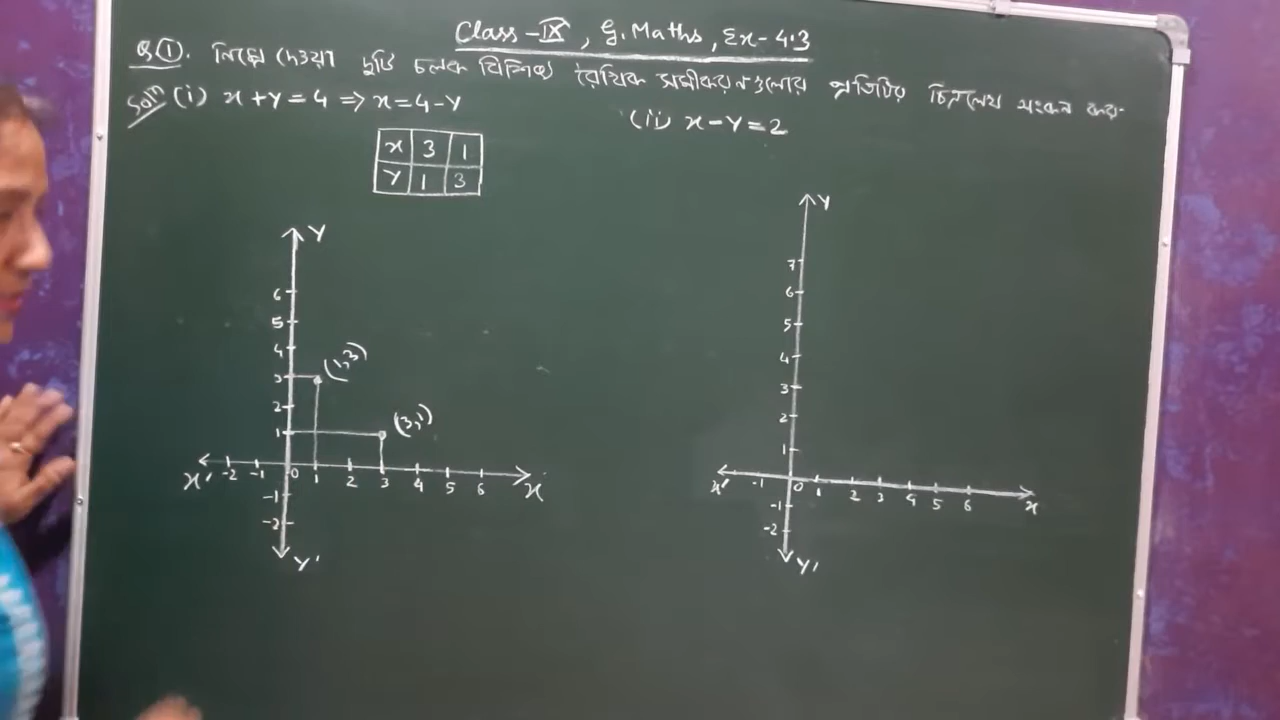 Class - IX, G. Maths, Ex - 4.3
Q.①. নিম্নে দেওয়া দুটি চলক বিশিষ্ট রৈখিক সমীকরণগুলোর প্রতিটির চিত্রলেখ অংকন কর-
Soln (i) x + y = 4 ⇒ x = 4 - y
(ii) x - y = 2
x 3 1
y 1 3
Y
6
5
4
3 (1,3)
2
1 (3,1)
X' -2 -1 0 1 2 3 4 5 6 X
-1
-2
Y'
Y
7
6
5
4
3
2
1
X' -1 0 1 2 3 4 5 6 X
-1
-2
Y'